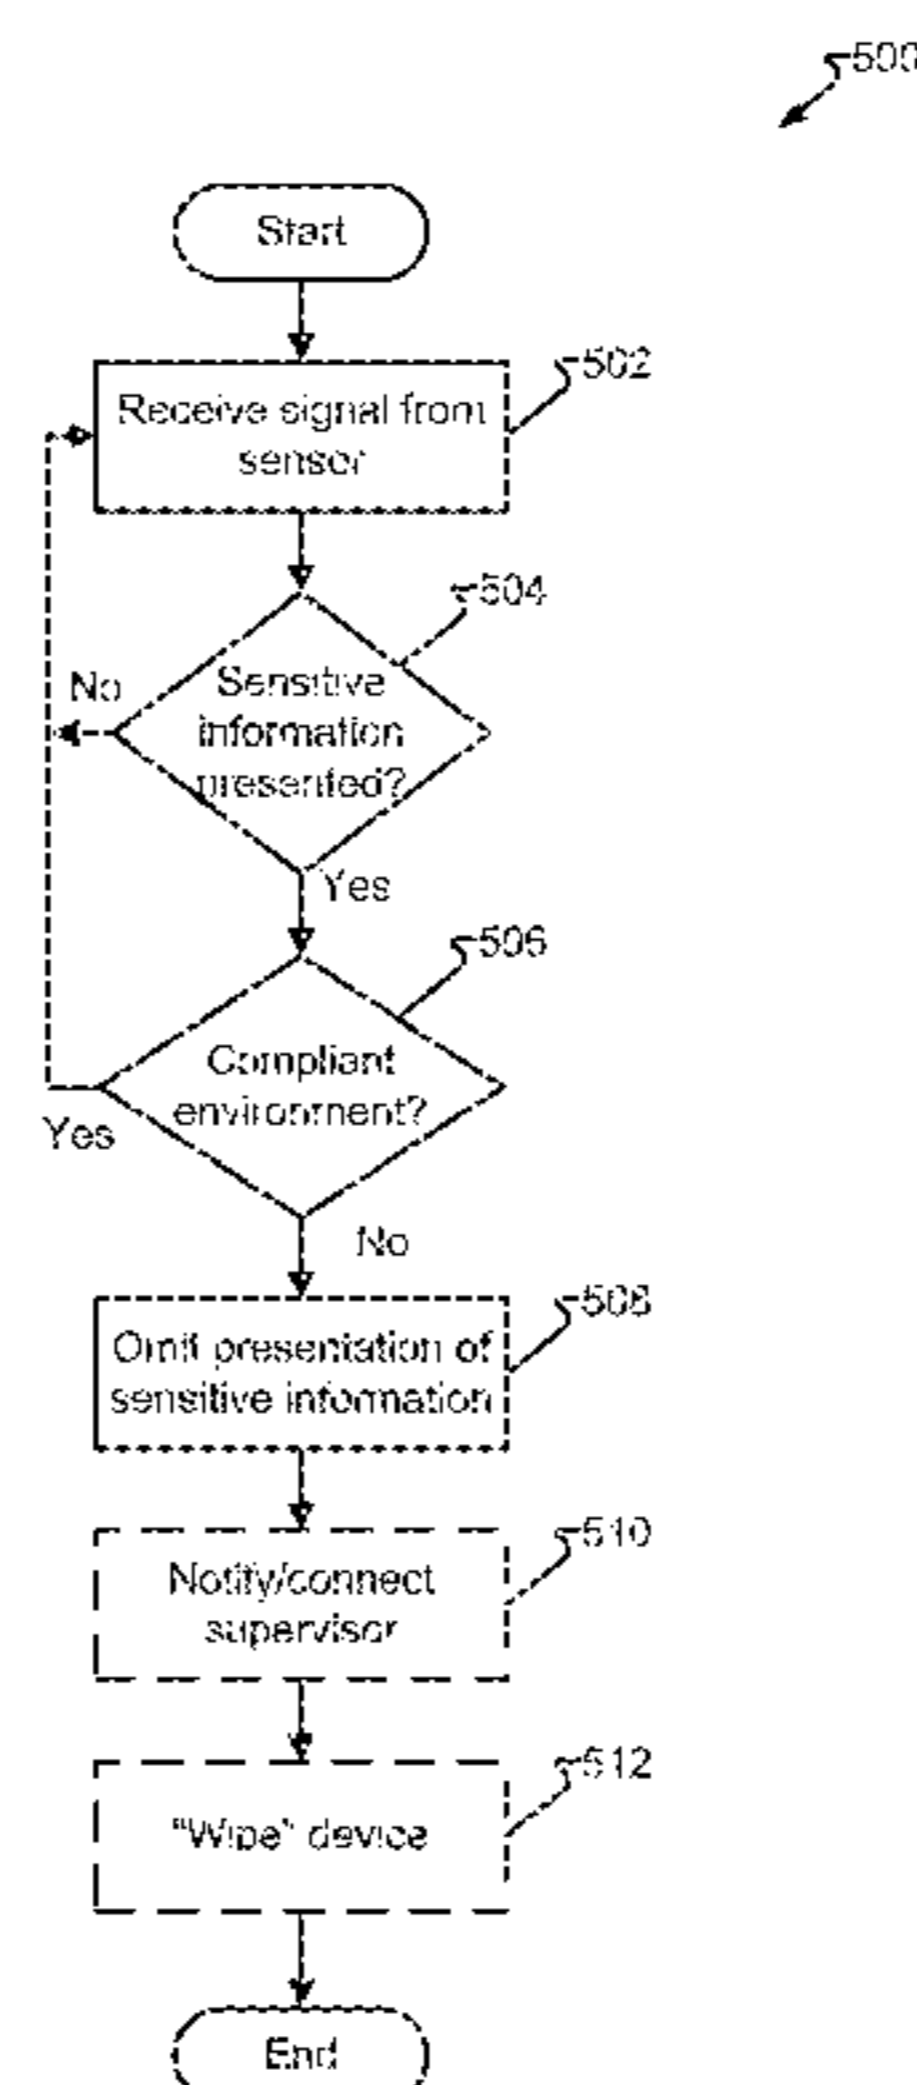 500
Start
502
Receive signal from
sensor
504
No
Sensitive
information
presented?
Yes
506
Compliant
environment?
Yes
No
508
Omit presentation of
sensitive information
510
Notify/connect
supervisor
512
"Wipe" device
End